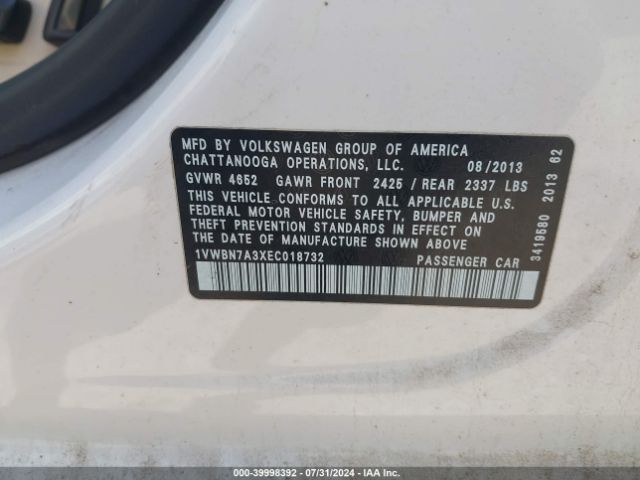 MFD BY VOLKSWAGEN GROUP OF AMERICA
CHATTANOOGA OPERATIONS, LLC. 08/2013
GVWR 4652 GAWR FRONT 2425 / REAR 2337 LBS
THIS VEHICLE CONFORMS TO ALL APPLICABLE U.S.
FEDERAL MOTOR VEHICLE SAFETY, BUMPER AND
THEFT PREVENTION STANDARDS IN EFFECT ON
THE DATE OF MANUFACTURE SHOWN ABOVE
1VWBN7A3XEC018732 PASSENGER CAR
3419580 2013 62
000-39998392 - 07/31/2024 - IAA Inc.